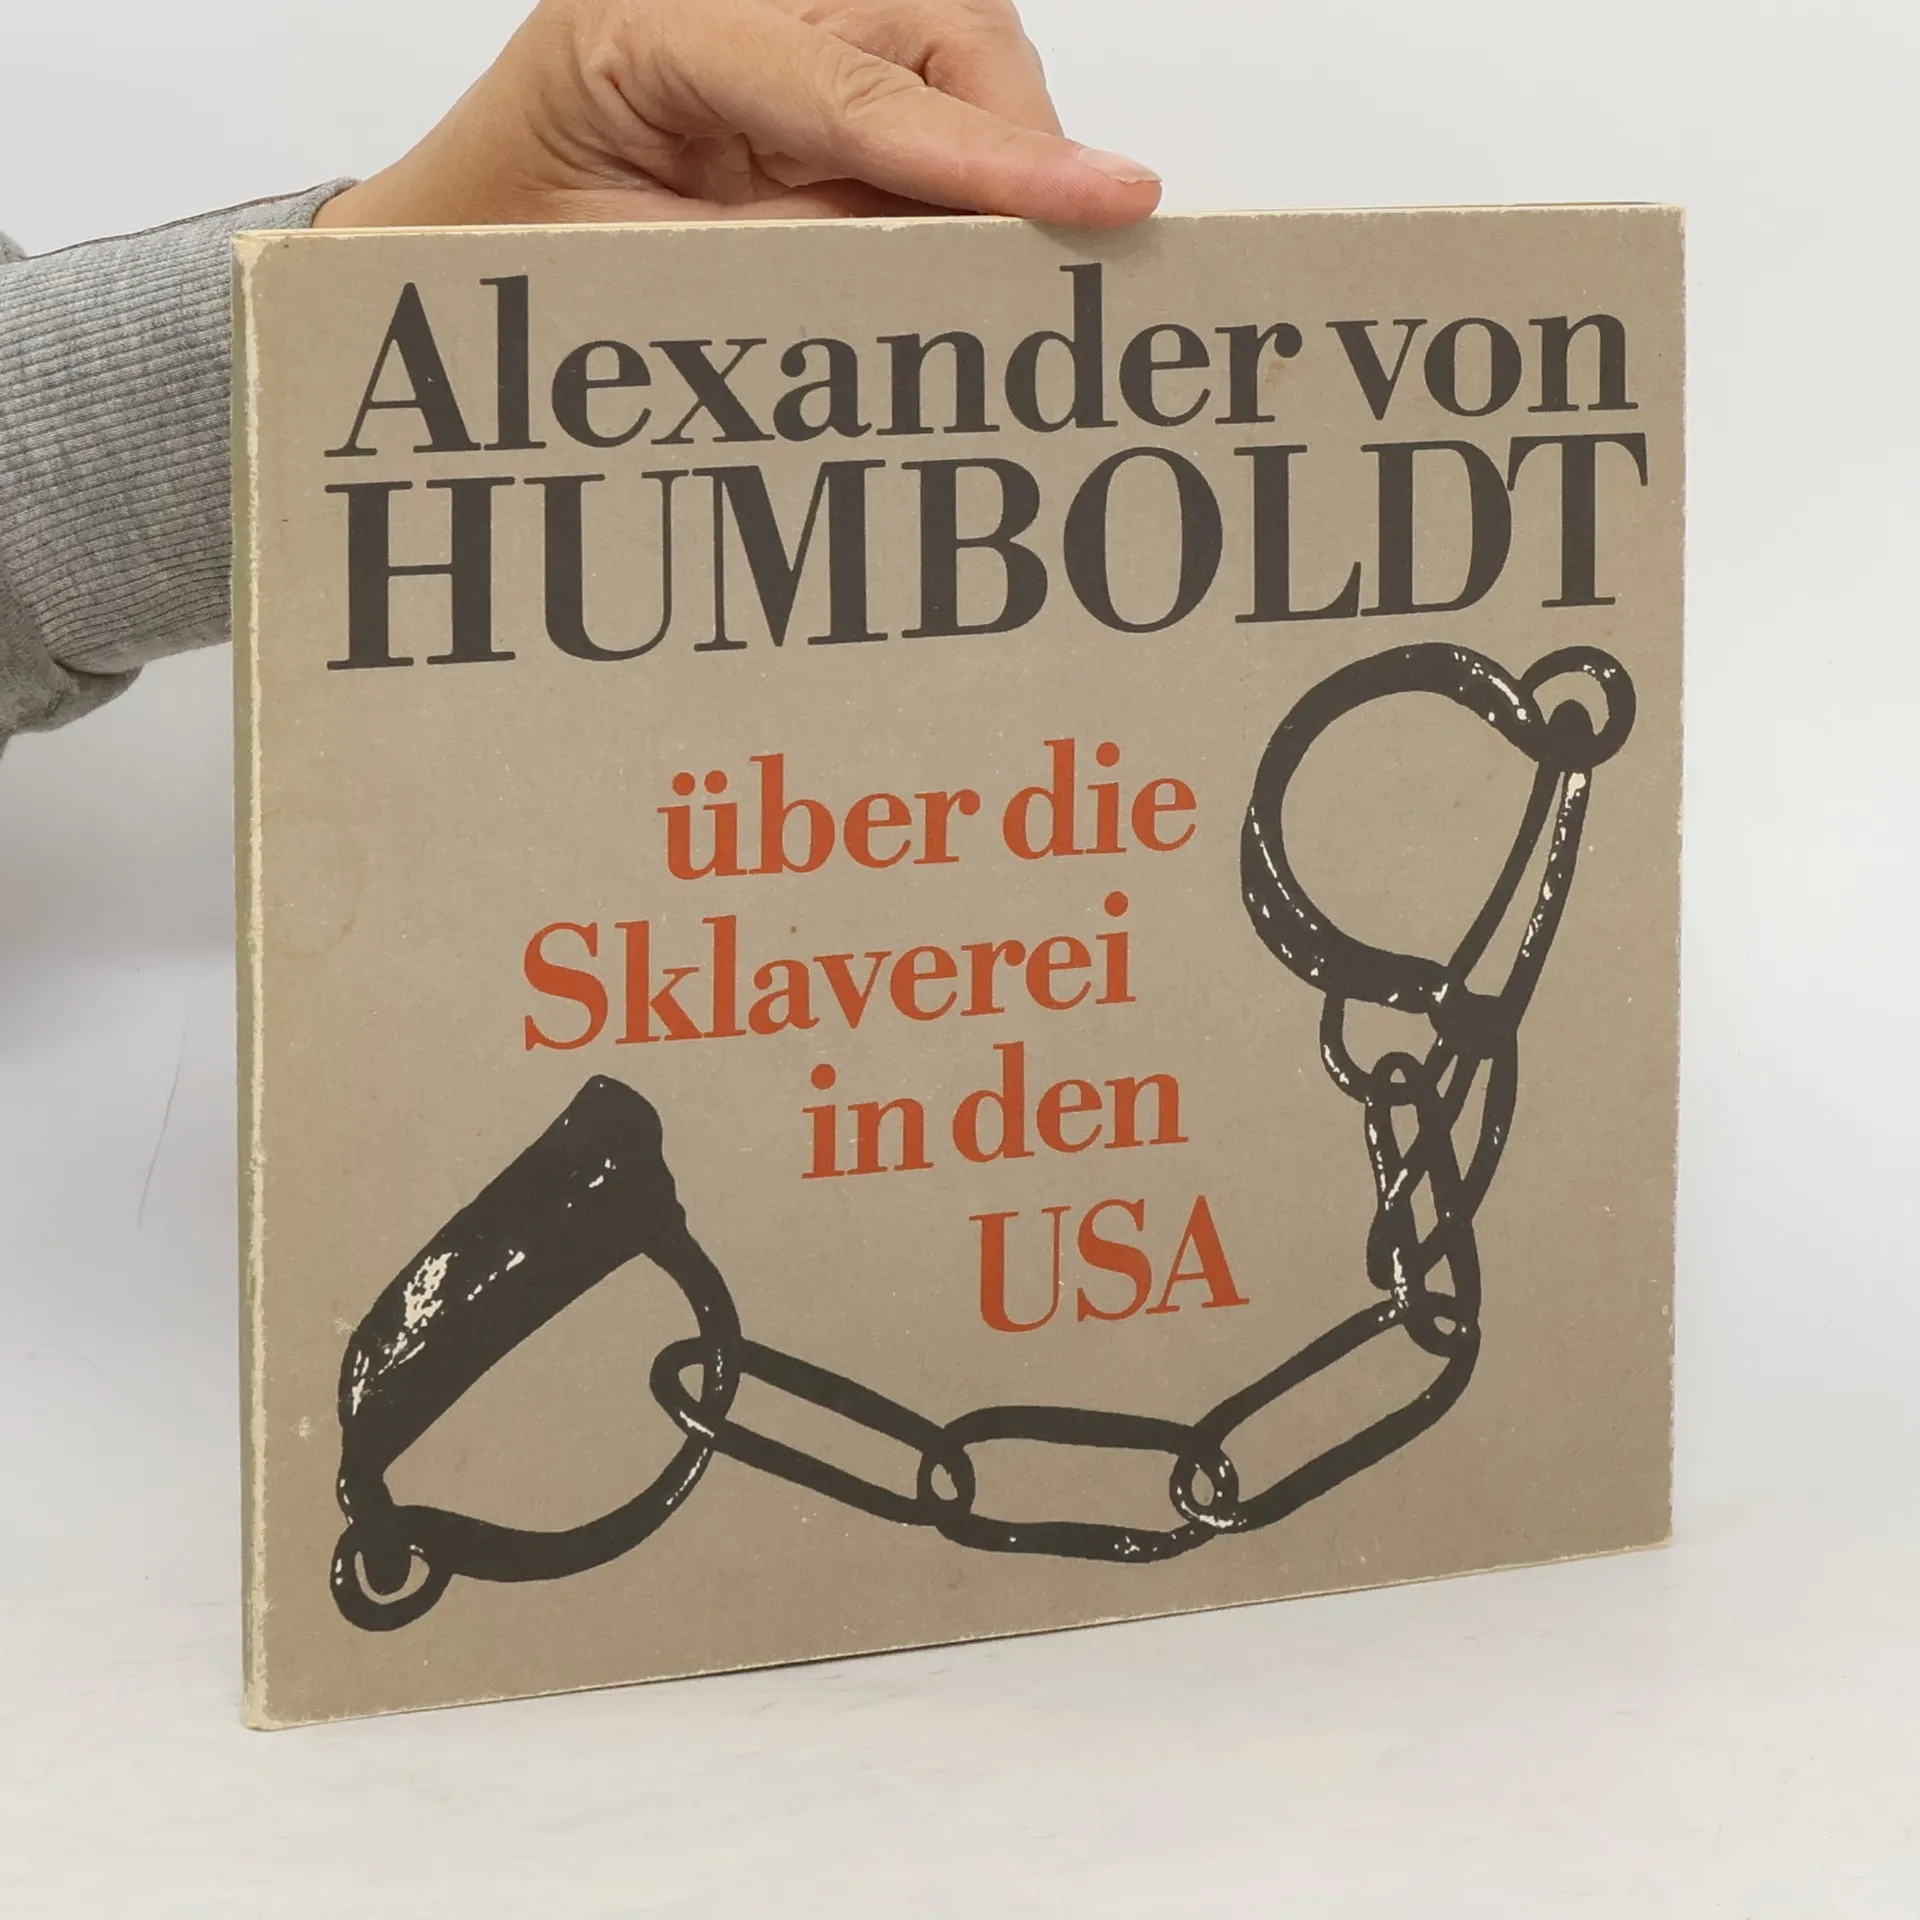 Alexander von
HUMBOLDT
über die
Sklaverei
in den
USA